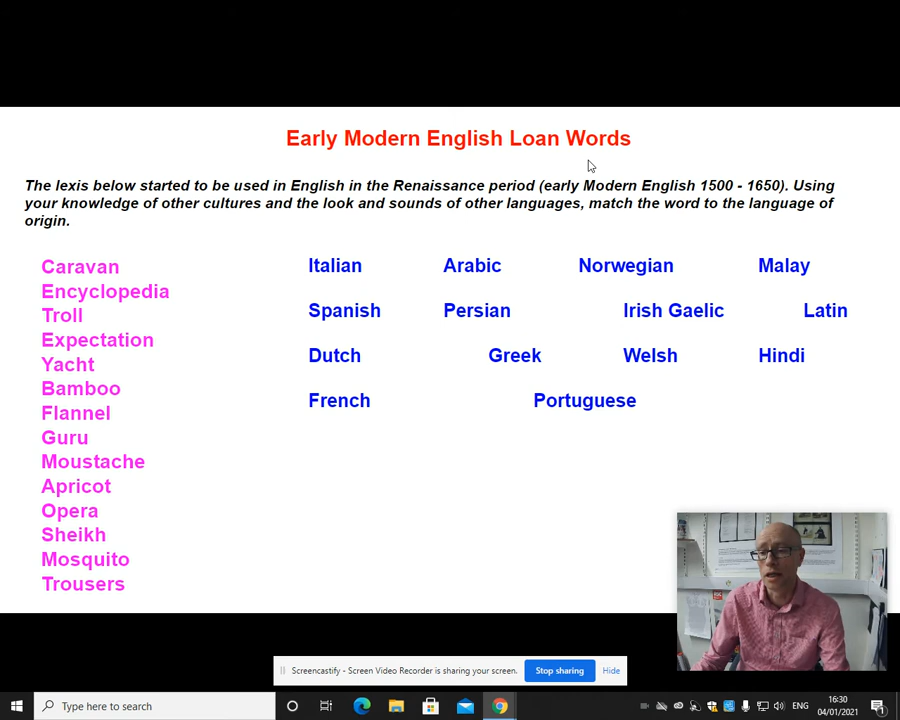 Early Modern English Loan Words
The lexis below started to be used in English in the Renaissance period (early Modern English 1500 - 1650). Using
your knowledge of other cultures and the look and sounds of other languages, match the word to the language of
origin.
Caravan
Encyclopedia
Troll
Expectation
Yacht
Bamboo
Flannel
Guru
Moustache
Apricot
Opera
Sheikh
Mosquito
Trousers
Italian Arabic Norwegian Malay
Spanish Persian Irish Gaelic Latin
Dutch Greek Welsh Hindi
French Portuguese
Screencastify - Screen Video Recorder is sharing your screen. Stop sharing Hide
Type here to search
ENG
16:30
04/01/2021